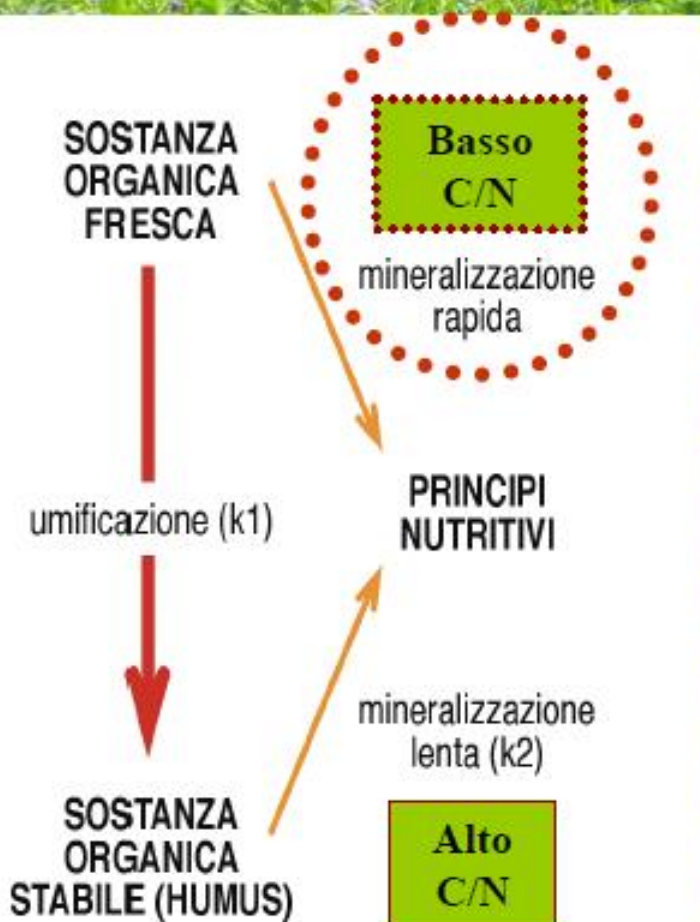 SOSTANZA
ORGANICA
FRESCA
Basso
C/N
mineralizzazione
rapida
umificazione (k1)
PRINCIPI
NUTRITIVI
mineralizzazione
lenta (k2)
SOSTANZA
ORGANICA
STABILE (HUMUS)
Alto
C/N